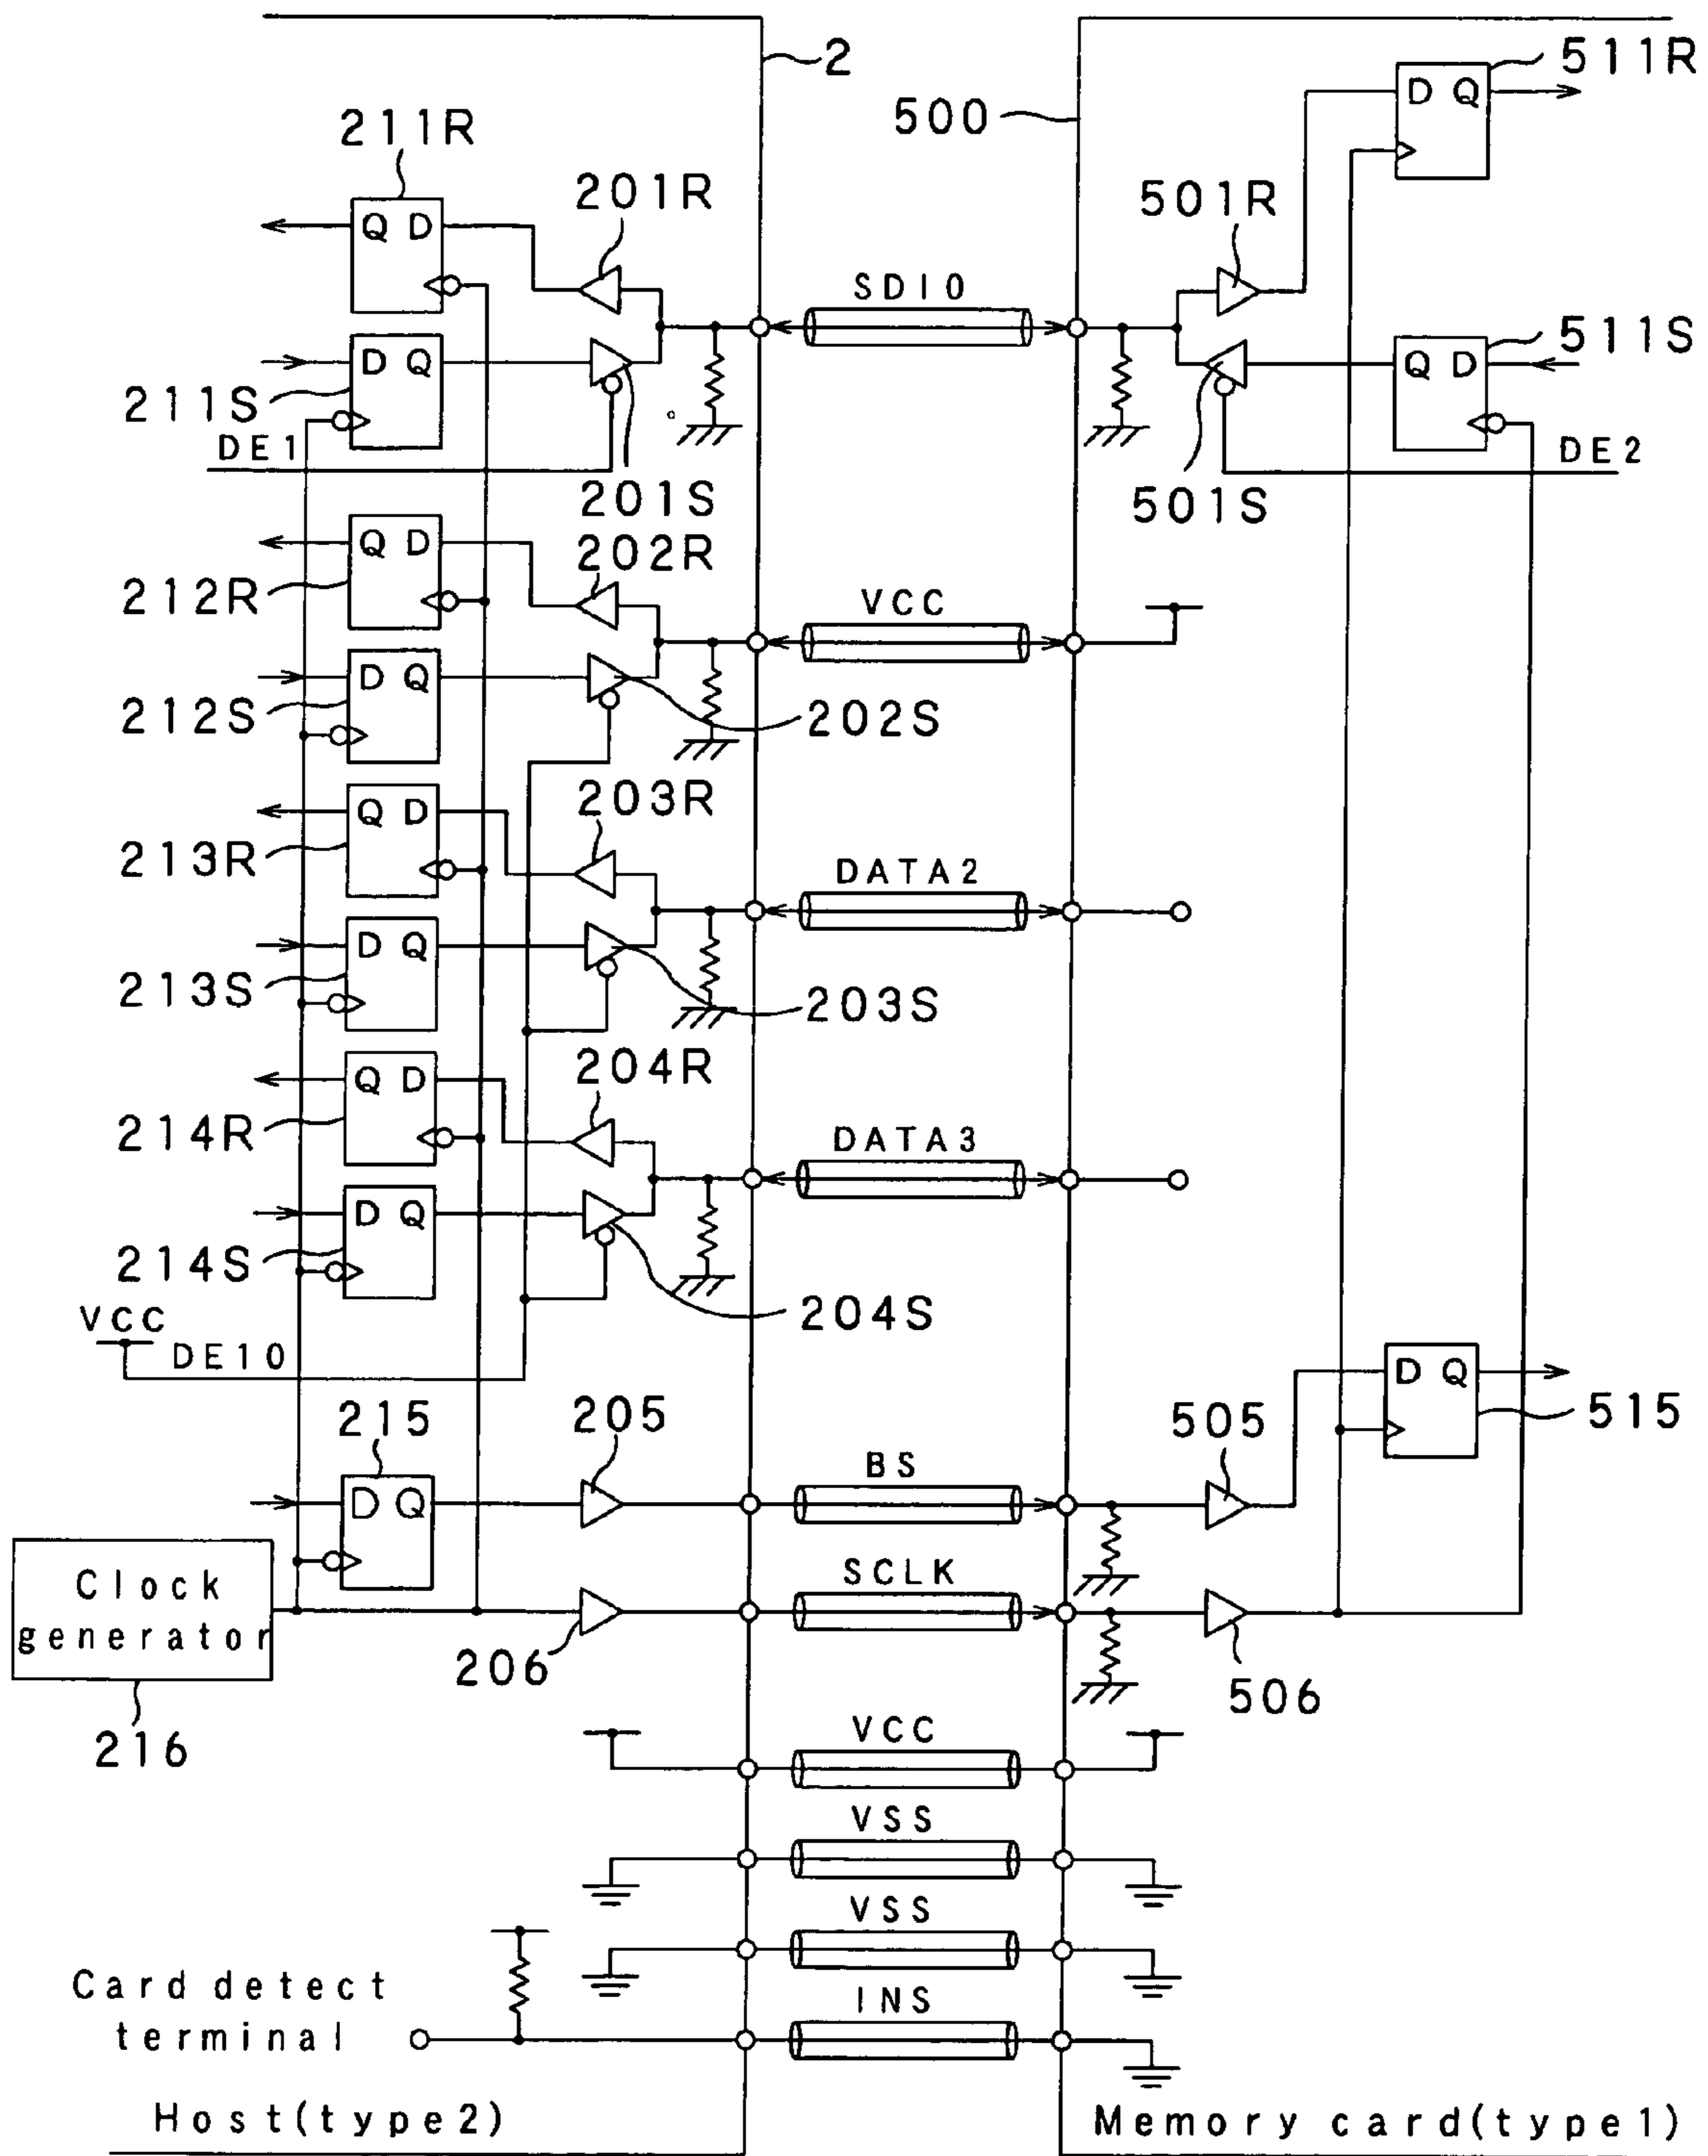 2
500
511R
211R
201R
501R
Q D
D Q
SDI0
D Q
Q D
211S
511S
DE1
DE2
201S
501S
202R
Q D
212R
VCC
D Q
212S
202S
203R
Q D
213R
DATA2
D Q
213S
203S
204R
Q D
214R
DATA3
D Q
214S
204S
VCC
DE10
D Q
515
215
205
505
BS
D Q
Clock
generator
SCLK
206
506
216
VCC
VSS
VSS
Card detect
terminal
INS
Host(type2)
Memory card(type1)